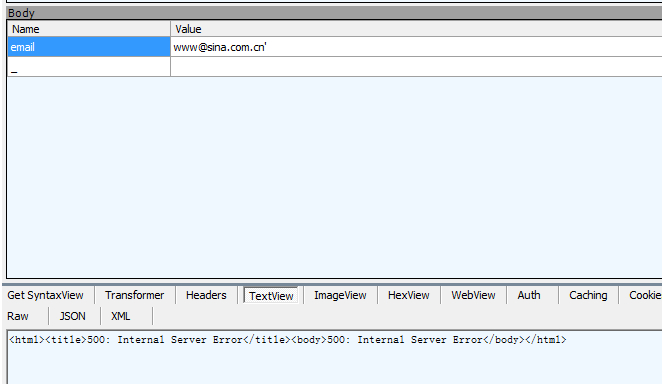 Body
Name Value
email www@sina.com.cn'
_
Get SyntaxView Transformer Headers TextView ImageView HexView WebView Auth Caching Cookie
Raw JSON XML
<html><title>500: Internal Server Error</title><body>500: Internal Server Error</body></html>